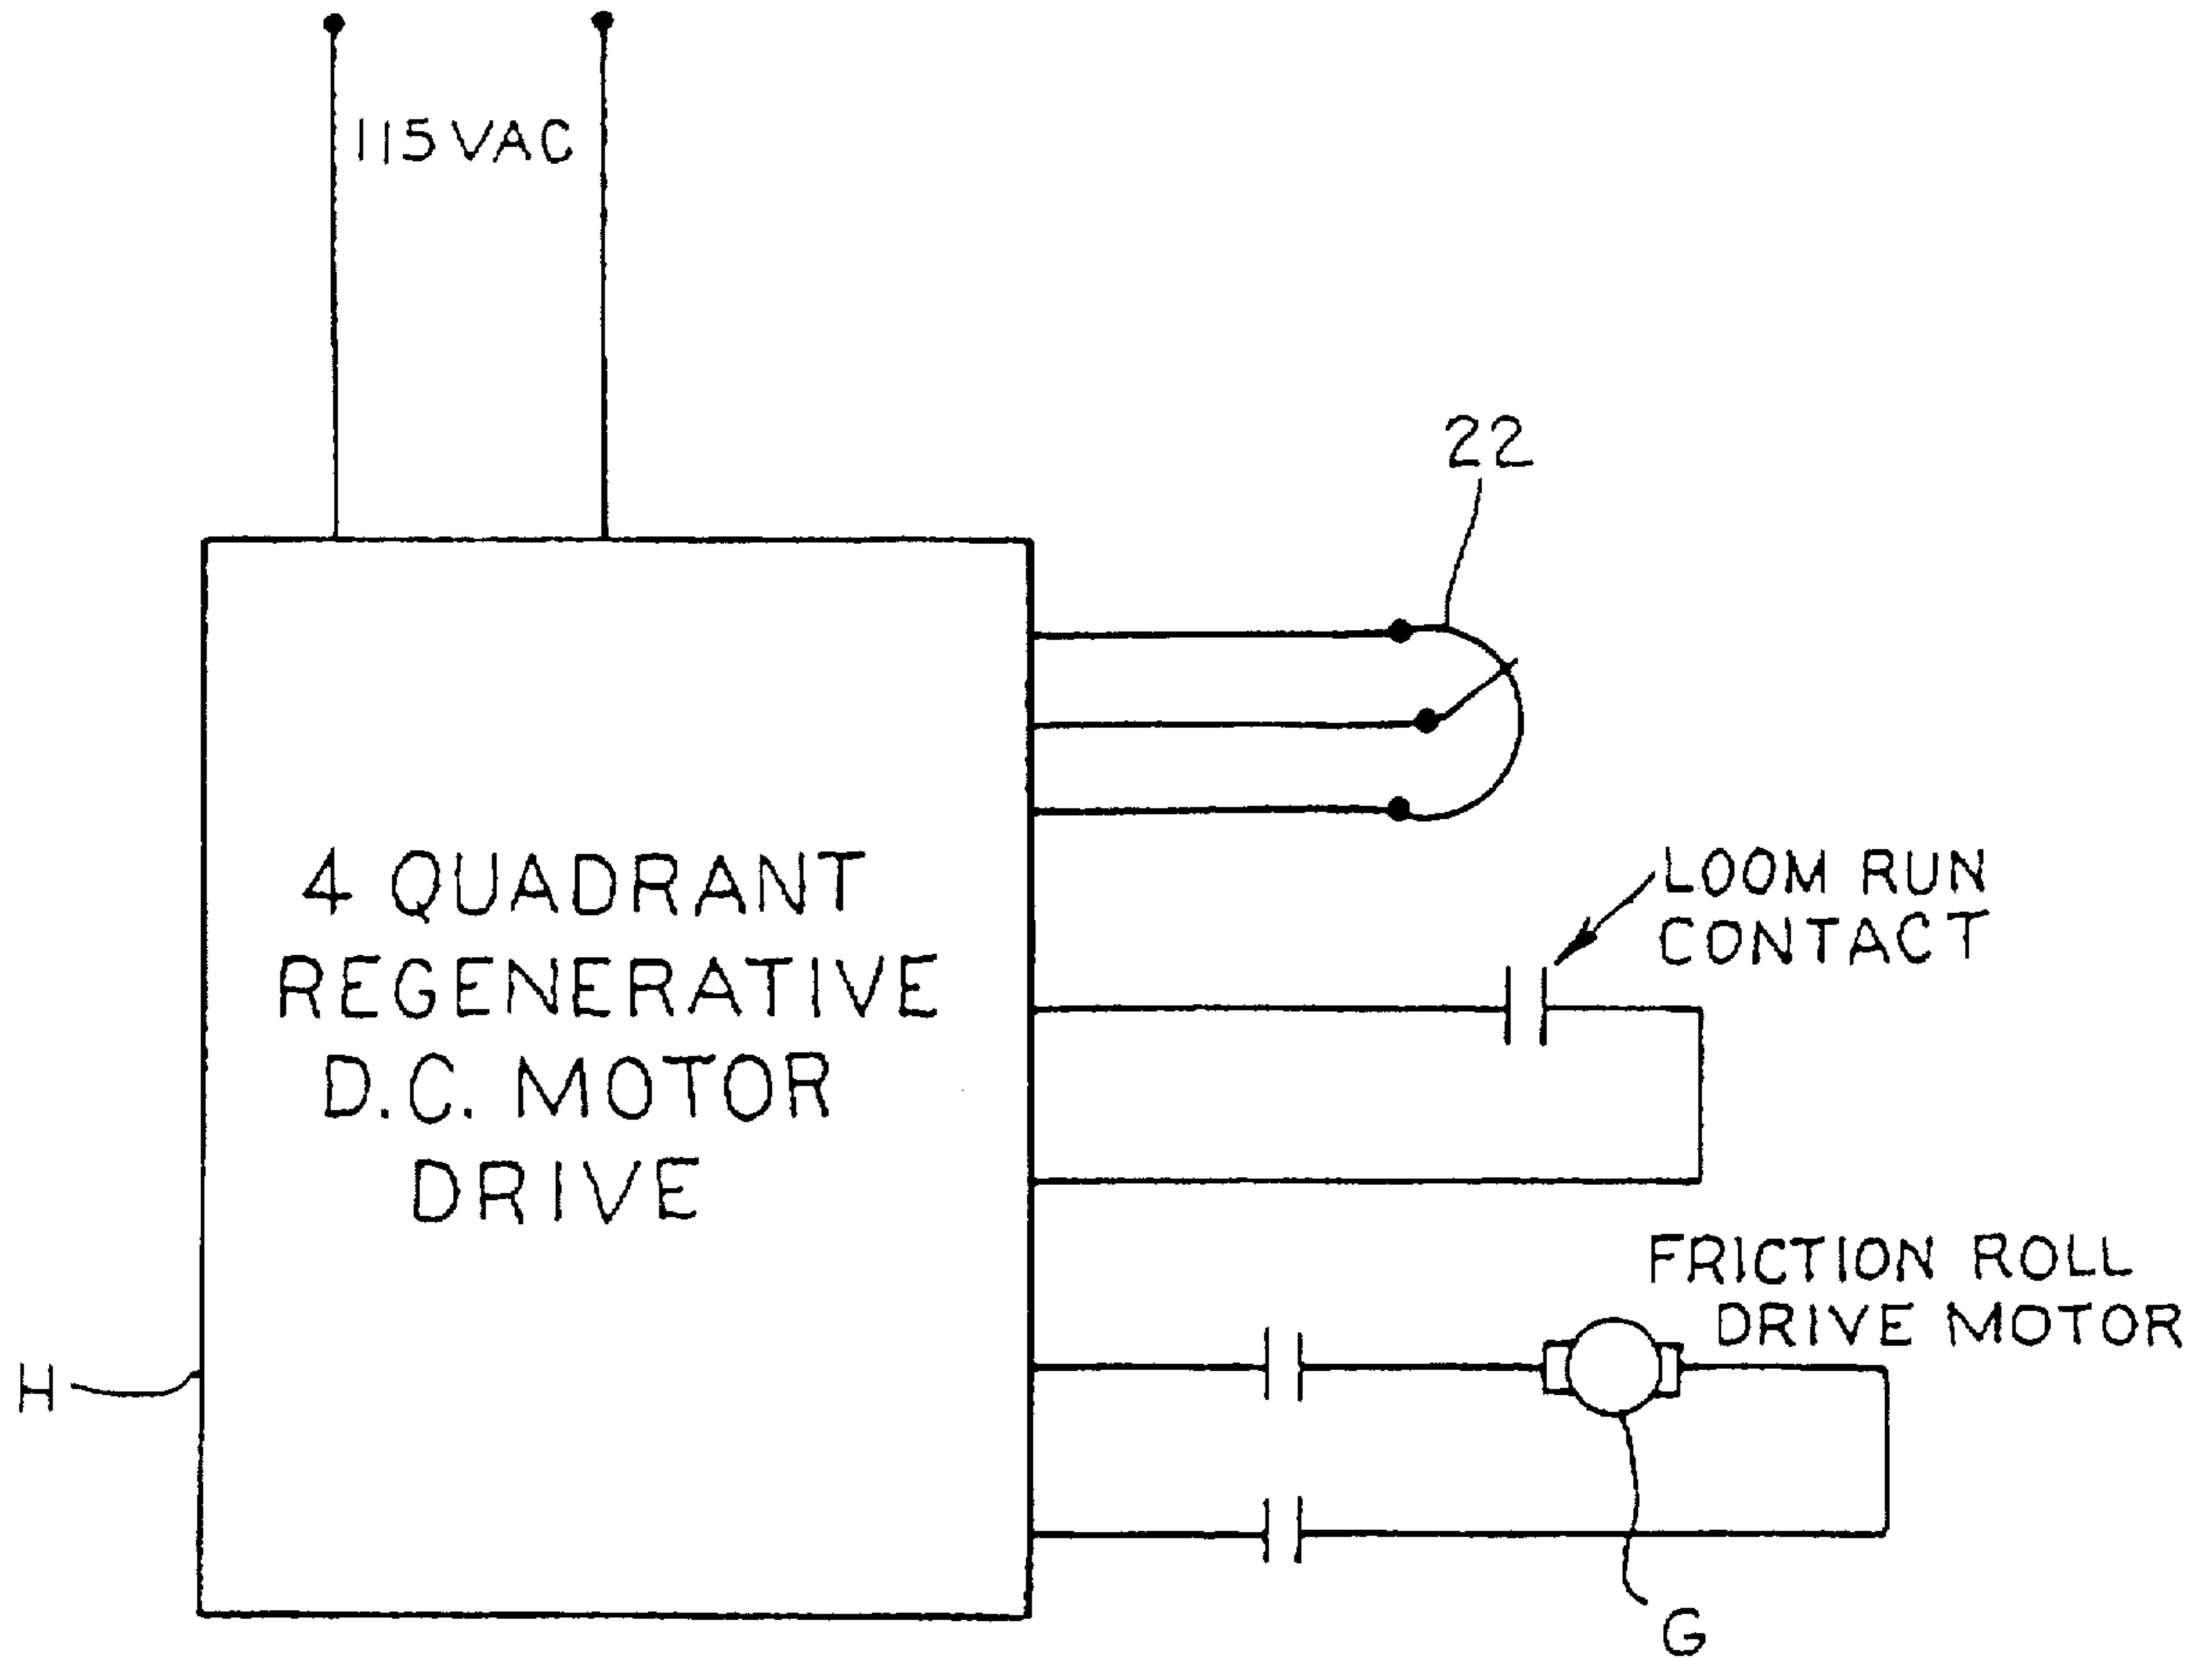 115VAC
22
4 QUADRANT
REGENERATIVE
D.C. MOTOR
DRIVE
LOOM RUN
CONTACT
FRICTION ROLL
DRIVE MOTOR
H
G